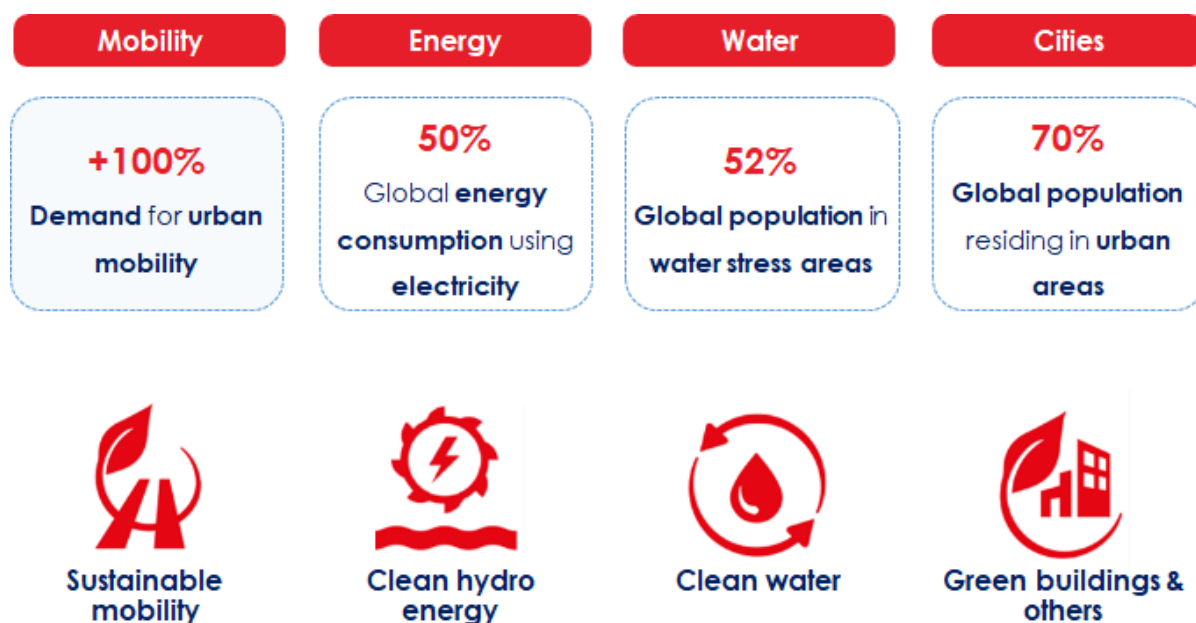 Mobility
Energy
Water
Cities
+100%
Demand for urban
mobility
50%
Global energy
consumption using
electricity
52%
Global population in
water stress areas
70%
Global population
residing in urban
areas
Sustainable
mobility
Clean hydro
energy
Clean water
Green buildings &
others